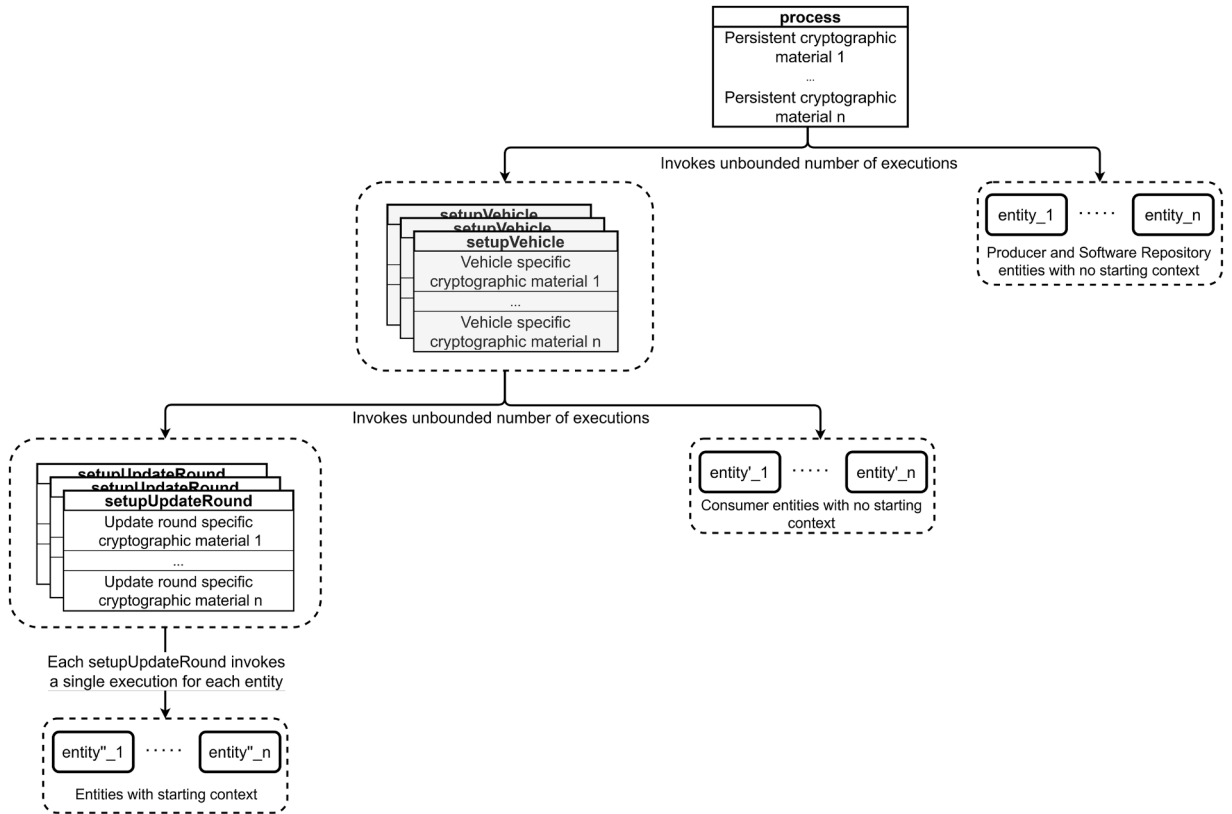 process
Persistent cryptographic
material 1
...
Persistent cryptographic
material n
Invokes unbounded number of executions
setupVehicle
setupVehicle
setupVehicle
Vehicle specific
cryptographic material 1
...
Vehicle specific
cryptographic material n
entity_1
.....
entity_n
Producer and Software Repository
entities with no starting context
Invokes unbounded number of executions
setupUpdateRound
setupUpdateRound
setupUpdateRound
Update round specific
cryptographic material 1
...
Update round specific
cryptographic material n
entity'_1
.....
entity'_n
Consumer entities with no starting
context
Each setupUpdateRound invokes
a single execution for each entity
entity"_1
.....
entity"_n
Entities with starting context